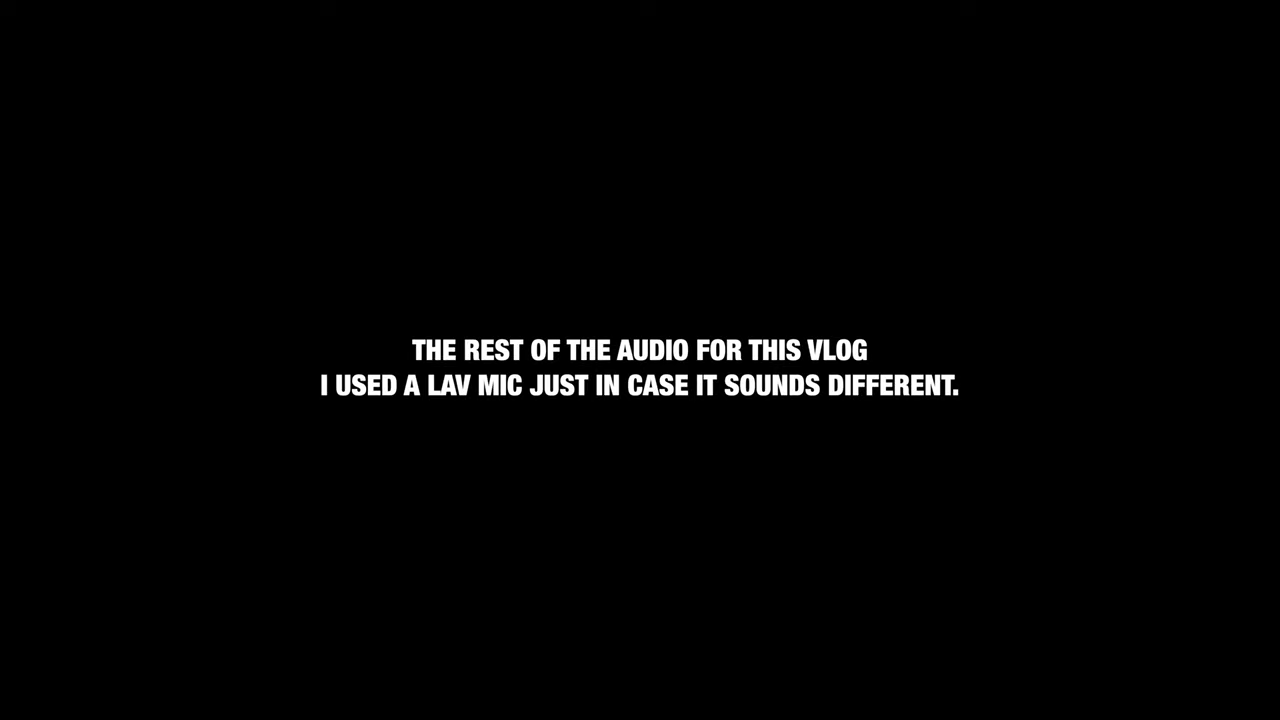 THE REST OF THE AUDIO FOR THIS VLOG
I USED A LAV MIC JUST IN CASE IT SOUNDS DIFFERENT.